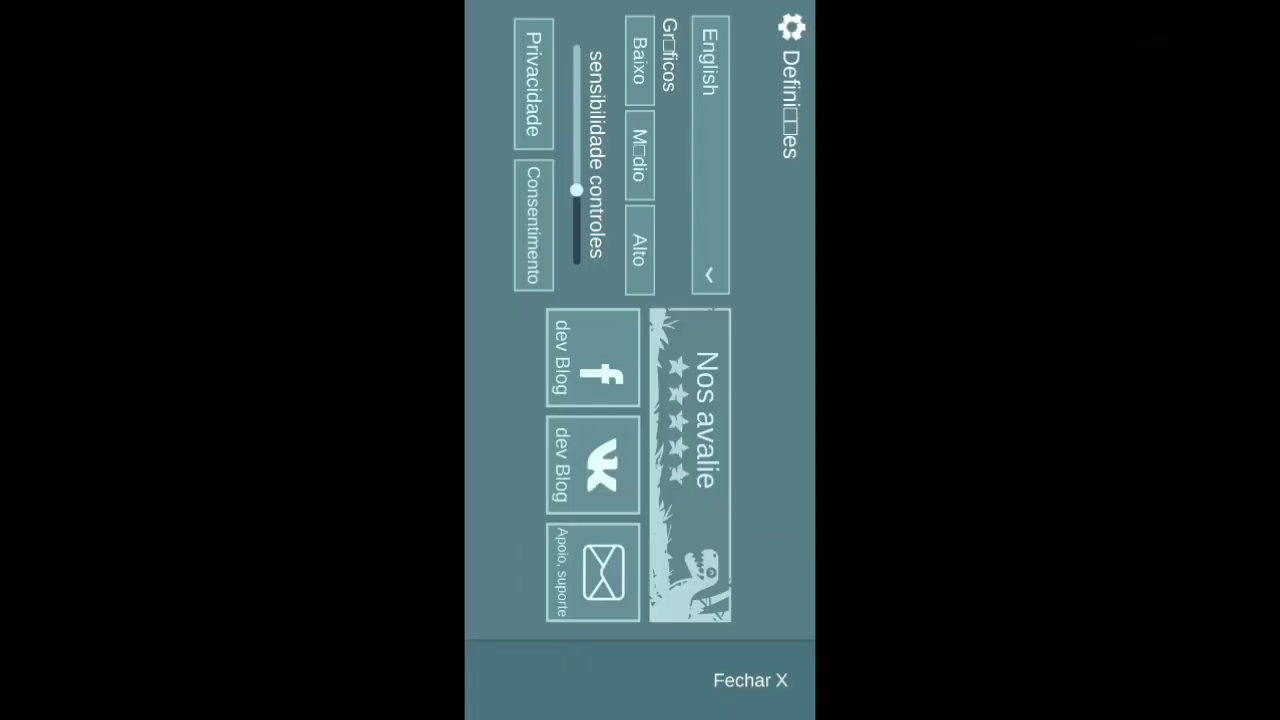 Defini□□es
English
Gr□ficos
Baixo
M□dio
Alto
sensibilidade controles
Privacidade
Consentimento
Nos avalie
dev Blog
dev Blog
Apoio, suporte
Fechar X